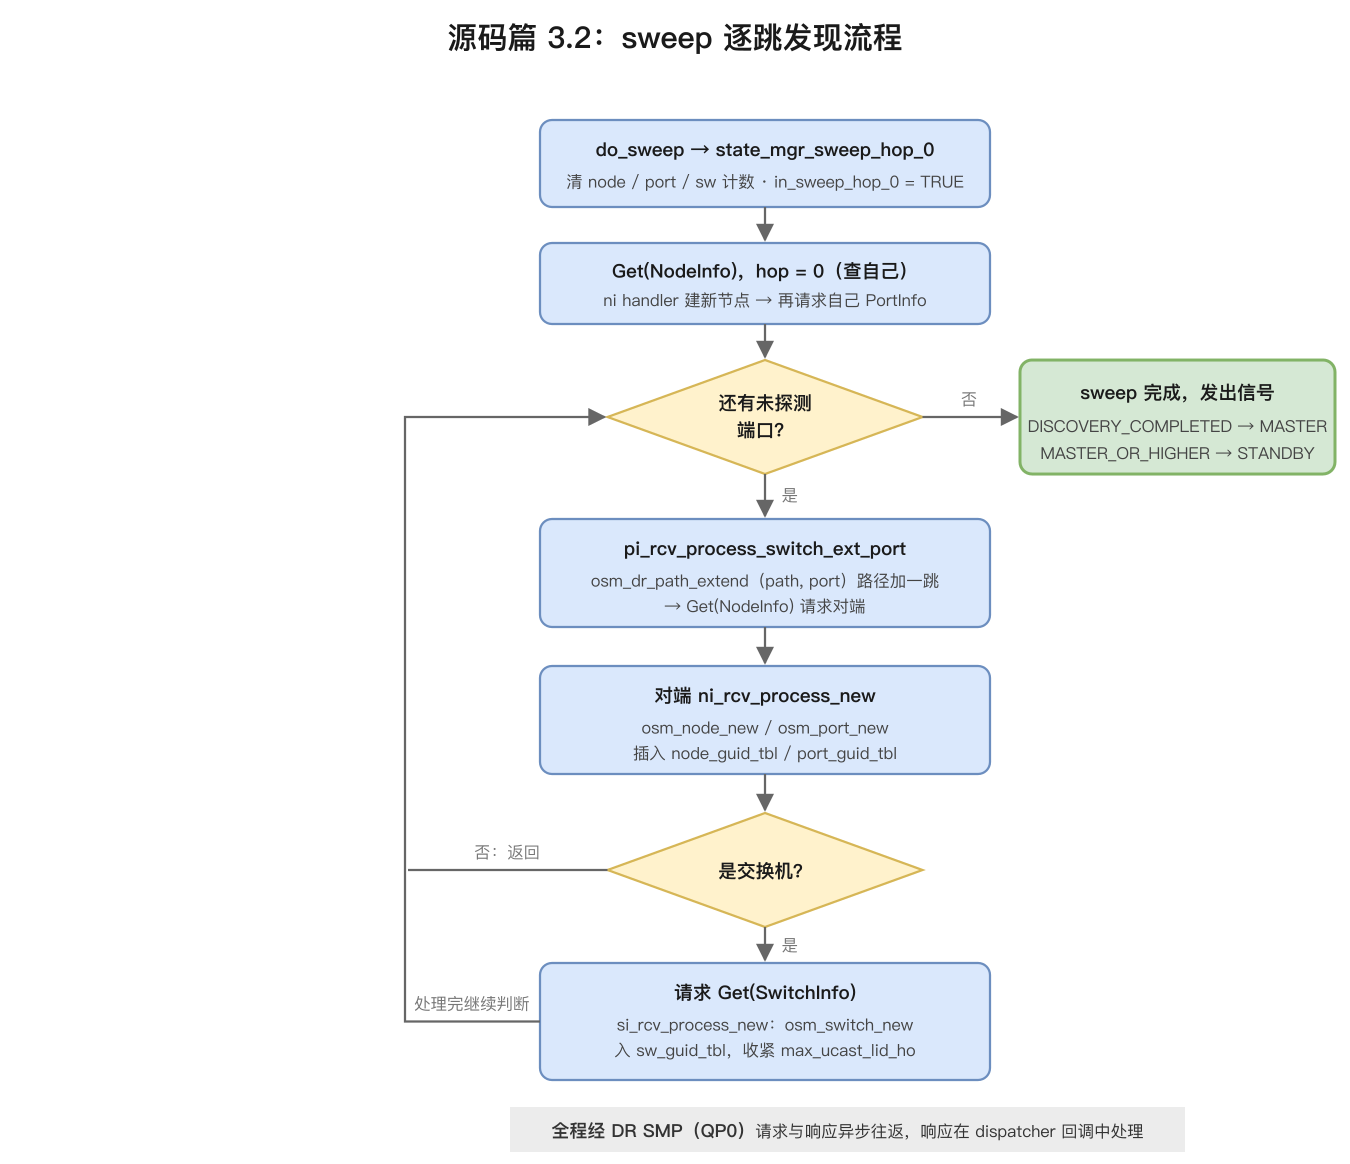 源码篇 3.2：sweep 逐跳发现流程
do_sweep → state_mgr_sweep_hop_0
清 node / port / sw 计数 · in_sweep_hop_0 = TRUE
Get(NodeInfo)，hop = 0（查自己）
ni handler 建新节点 → 再请求自己 PortInfo
还有未探测
端口？
否
sweep 完成，发出信号
DISCOVERY_COMPLETED → MASTER
MASTER_OR_HIGHER → STANDBY
是
pi_rcv_process_switch_ext_port
osm_dr_path_extend（path, port）路径加一跳
→ Get(NodeInfo) 请求对端
对端 ni_rcv_process_new
osm_node_new / osm_port_new
插入 node_guid_tbl / port_guid_tbl
否：返回
是交换机？
是
处理完继续判断
请求 Get(SwitchInfo)
si_rcv_process_new：osm_switch_new
入 sw_guid_tbl，收紧 max_ucast_lid_ho
全程经 DR SMP（QP0）请求与响应异步往返，响应在 dispatcher 回调中处理